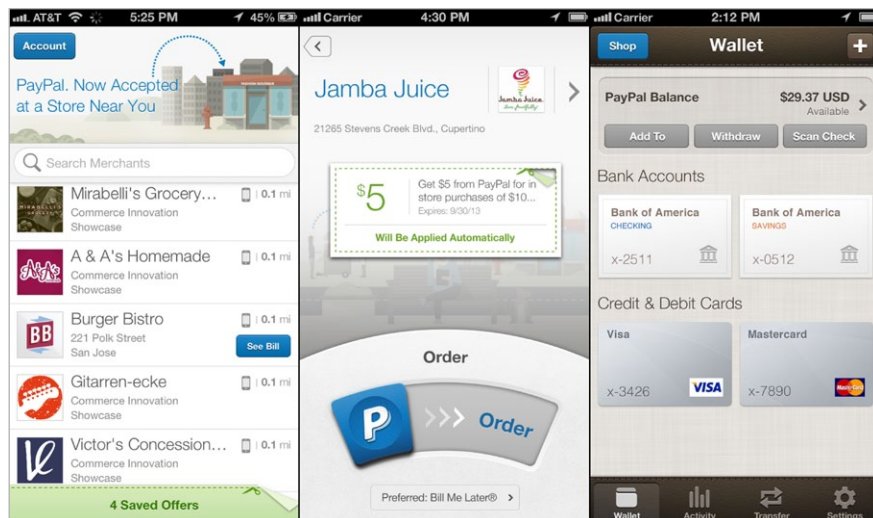 AT&T 5:25 PM 45%
Account
PayPal. Now Accepted
at a Store Near You
Search Merchants
Mirabelli's Grocery... 0.1 mi
Commerce Innovation
Showcase
A & A's Homemade 0.1 mi
Commerce Innovation
Showcase
BB
Burger Bistro 0.1 mi
221 Polk Street
San Jose
See Bill
Gitarren-ecke 0.1 mi
Commerce Innovation
Showcase
Victor's Concession... 0.1 mi
Commerce Innovation
Showcase
4 Saved Offers
Carrier 4:30 PM
Jamba Juice
Jamba Juice
21265 Stevens Creek Blvd., Cupertino
$5
Get $5 from PayPal for in
store purchases of $10...
Expires: 9/30/13
Will Be Applied Automatically
Order
P >>> Order
Preferred: Bill Me Later® >
Carrier 2:12 PM
Shop Wallet +
PayPal Balance $29.37 USD
Available
Add To Withdraw Scan Check
Bank Accounts
Bank of America Bank of America
CHECKING SAVINGS
x-2511 x-0512
Credit & Debit Cards
Visa Mastercard
x-3426 VISA x-7890 MasterCard
Wallet Activity Transfer Settings